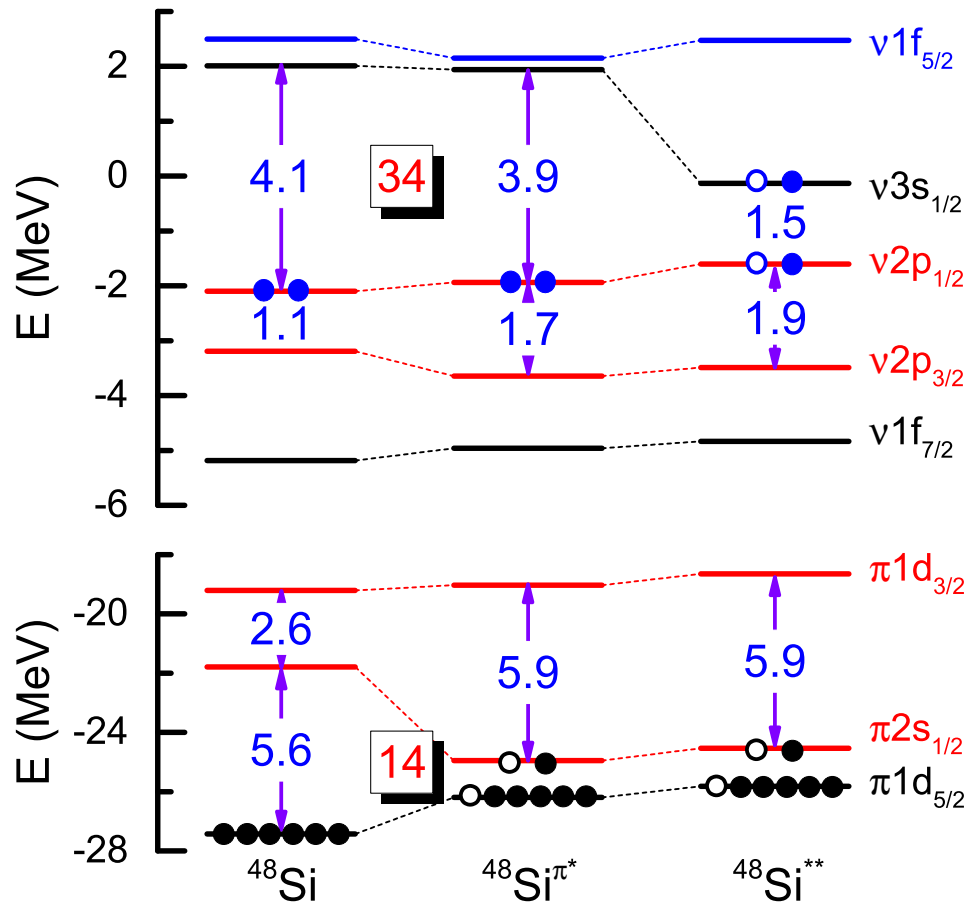 2
0
-2
-4
-6
E (MeV)
4.1
34
3.9
1.5
1.1
1.7
1.9
ν1f5/2
ν3s1/2
ν2p1/2
ν2p3/2
ν1f7/2
-20
-24
-28
E (MeV)
2.6
5.6
14
5.9
5.9
π1d3/2
π2s1/2
π1d5/2
⁴⁸Si
⁴⁸Siπ*
⁴⁸Si**